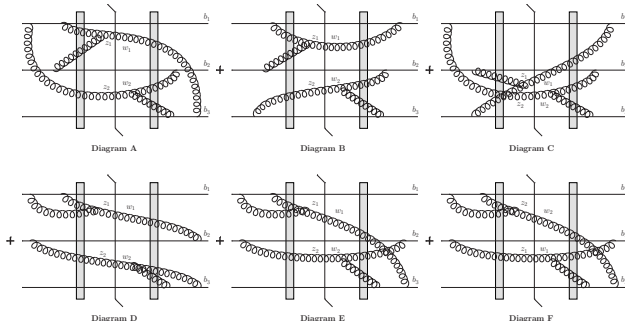 b₁ b₁ b₁
z₁ w₁ z₁ w₁
b₂ b₂ b₂
z₁ w₁
z₂ w₂ z₂ w₂ z₂ w₂
b₃ b₃ b₃
Diagram A Diagram B Diagram C
+ +
b₁ b₁ b₁
z₁ w₁ z₁ w₁ z₂ w₂
b₂ b₂ b₂
+ + +
z₂ w₂ z₂ w₂ z₁ w₁
b₃ b₃ b₃
Diagram D Diagram E Diagram F